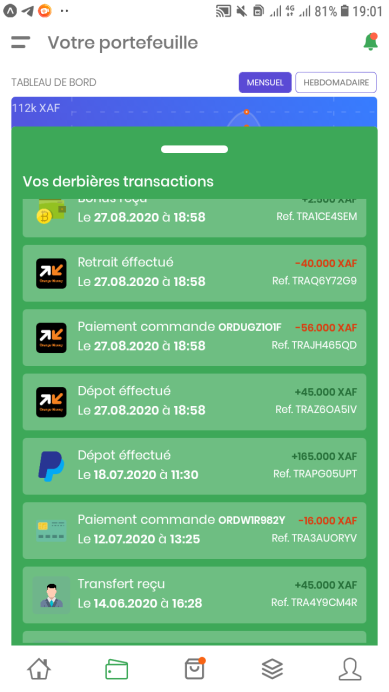 4G 81% 19:01
Votre portefeuille
TABLEAU DE BORD MENSUEL HEBDOMADAIRE
112k XAF
Vos derbières transactions
Bonus reçu +2.500 XAF
Le 27.08.2020 à 18:58 Ref. TRA1CE4SEM
Retrait éffectué -40.000 XAF
Le 27.08.2020 à 18:58 Ref. TRAQ6Y72G9
Paiement commande ORDUGZ1O1F -56.000 XAF
Le 27.08.2020 à 18:58 Ref. TRAJH465QD
Dépot éffectué +45.000 XAF
Le 27.08.2020 à 18:58 Ref. TRAZ6OA5IV
Dépot éffectué +165.000 XAF
Le 18.07.2020 à 11:30 Ref. TRAPG05UPT
Paiement commande ORDW1R982Y -16.000 XAF
Le 12.07.2020 à 13:25 Ref. TRA3AUORYV
Transfert reçu +45.000 XAF
Le 14.06.2020 à 16:28 Ref. TRA4Y9CM4R